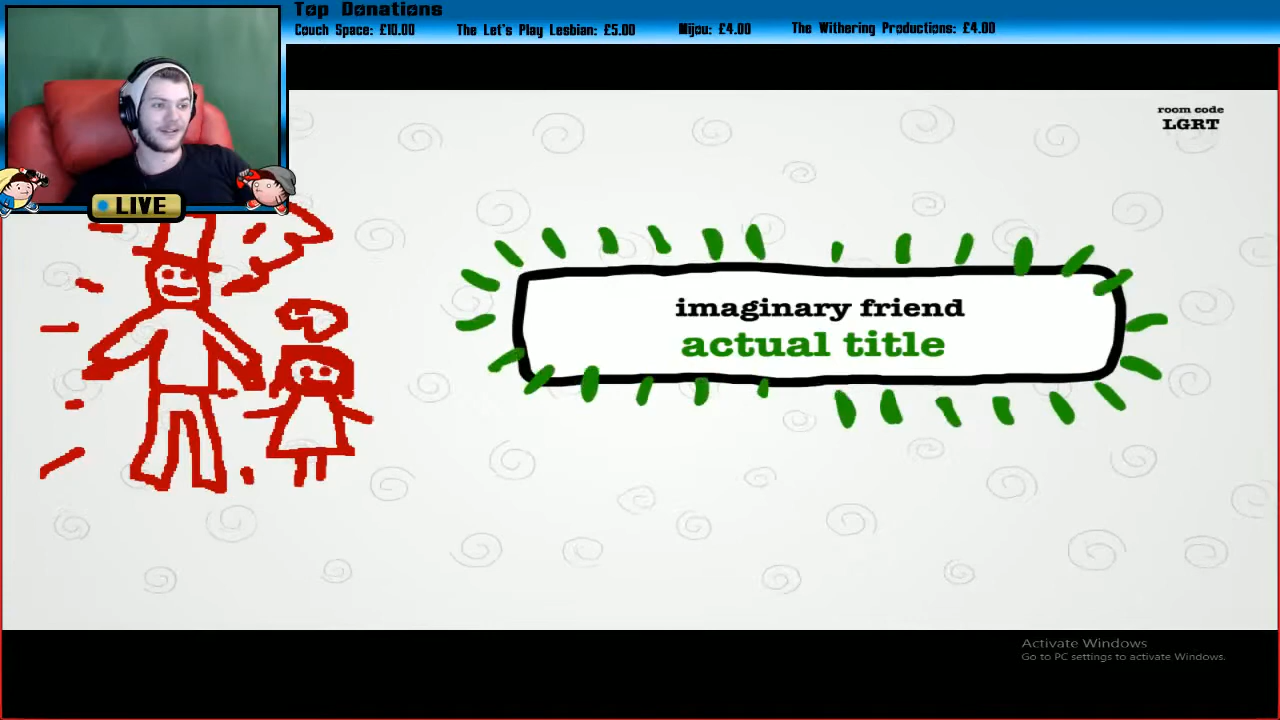 Top Donations
Couch Space: £10.00 The Let's Play Lesbian: £5.00 Mijou: £4.00 The Withering Productions: £4.00
room code
LGRT
LIVE
imaginary friend
actual title
Activate Windows
Go to PC settings to activate Windows.